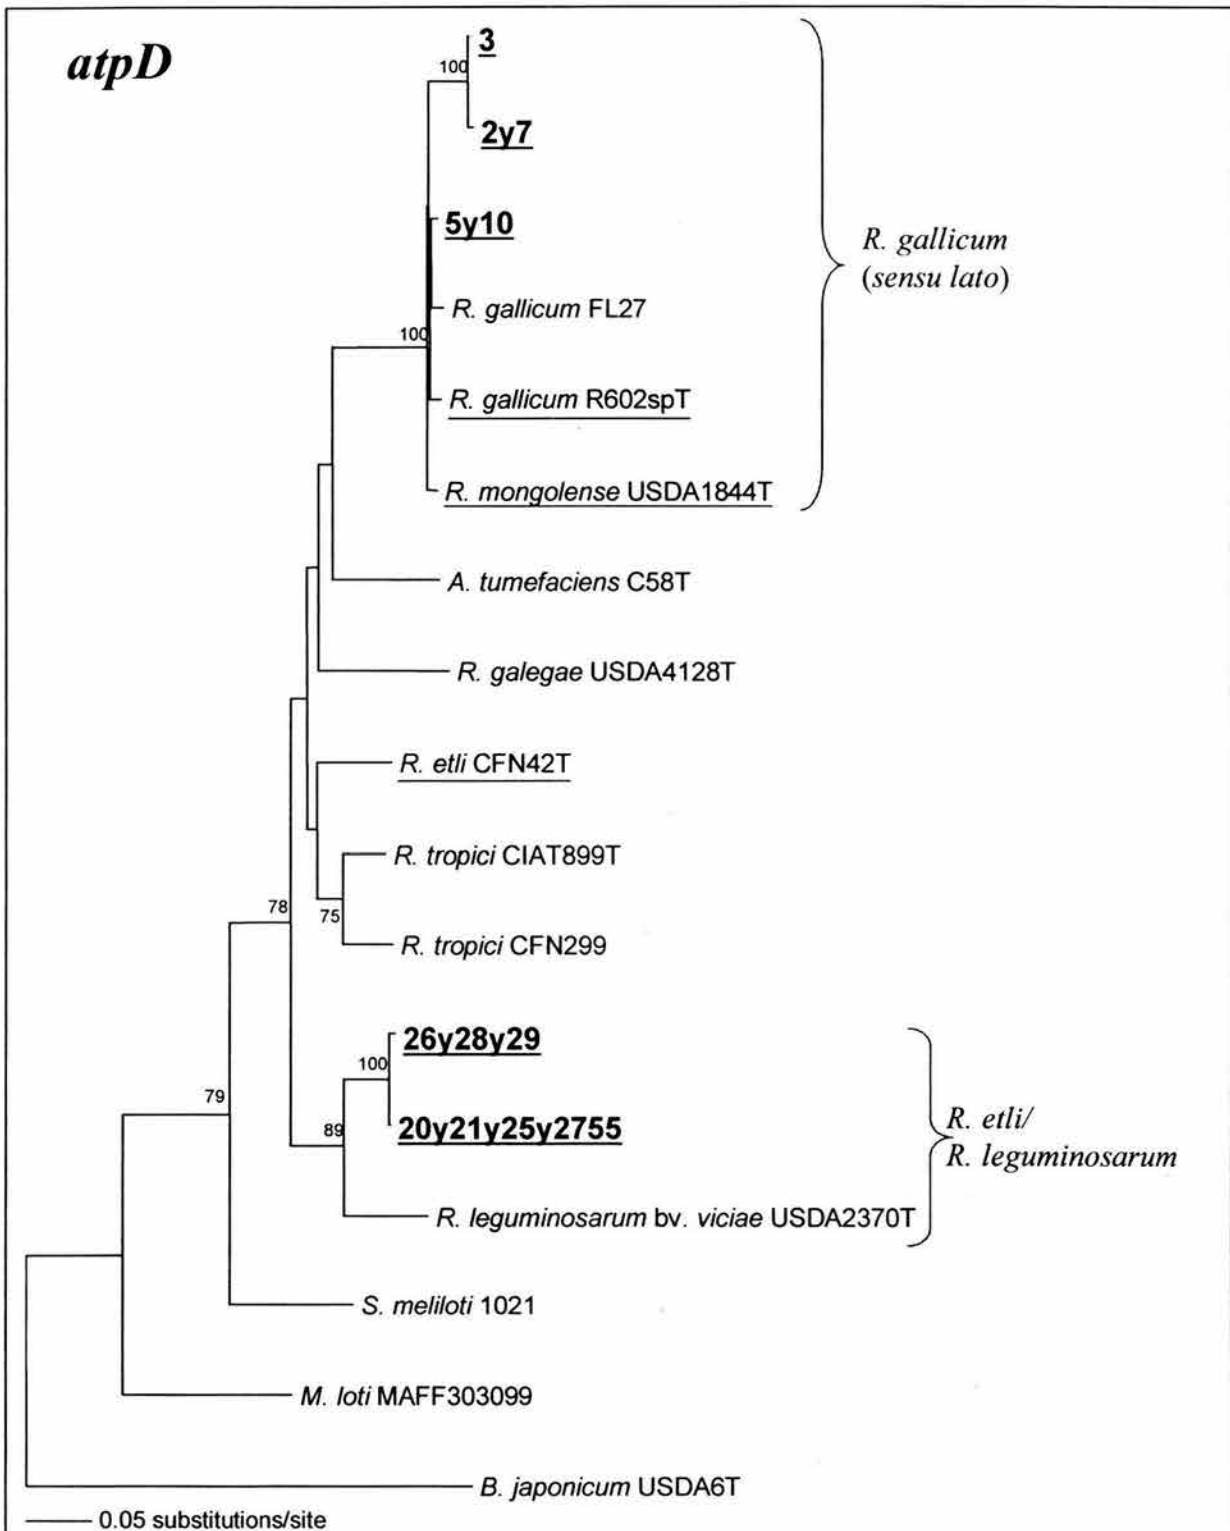 atpD
3
100
2y7
5y10
R. gallicum
(sensu lato)
R. gallicum FL27
100
R. gallicum R602spT
R. mongolense USDA1844T
A. tumefaciens C58T
R. galegae USDA4128T
R. etli CFN42T
R. tropici CIAT899T
78
75
R. tropici CFN299
26y28y29
100
79
89
20y21y25y2755
R. etli/
R. leguminosarum
R. leguminosarum bv. viciae USDA2370T
S. meliloti 1021
M. loti MAFF303099
B. japonicum USDA6T
0.05 substitutions/site